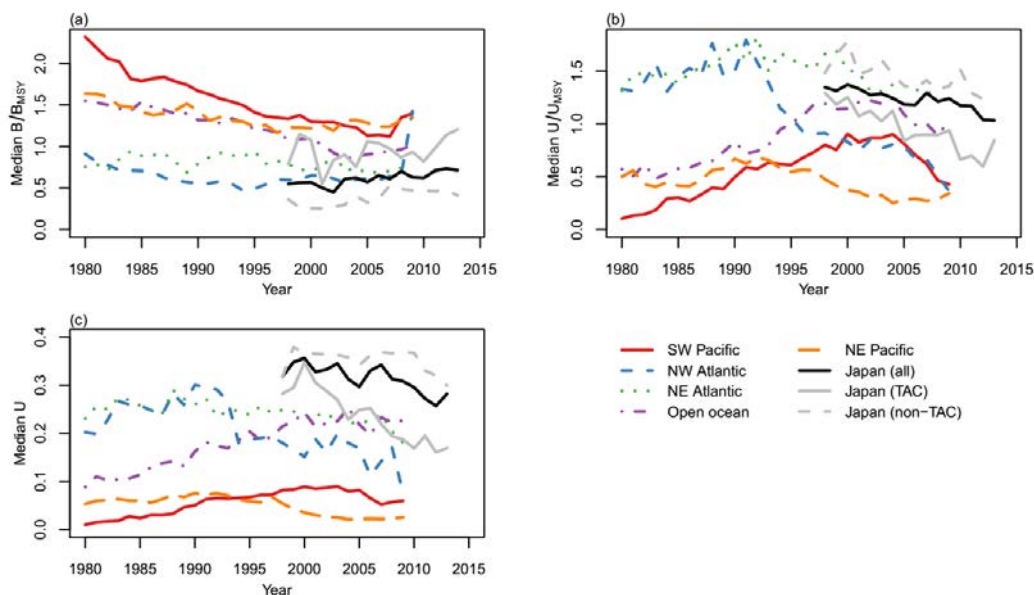 (a)
Median B/BMSY
0.0 0.5 1.0 1.5 2.0
1980 1985 1990 1995 2000 2005 2010 2015
Year
(b)
Median U/UMSY
0.0 0.5 1.0 1.5
1980 1985 1990 1995 2000 2005 2010 2015
Year
(c)
Median U
0.0 0.1 0.2 0.3 0.4
1980 1985 1990 1995 2000 2005 2010 2015
Year
SW Pacific
NW Atlantic
NE Atlantic
Open ocean
NE Pacific
Japan (all)
Japan (TAC)
Japan (non−TAC)